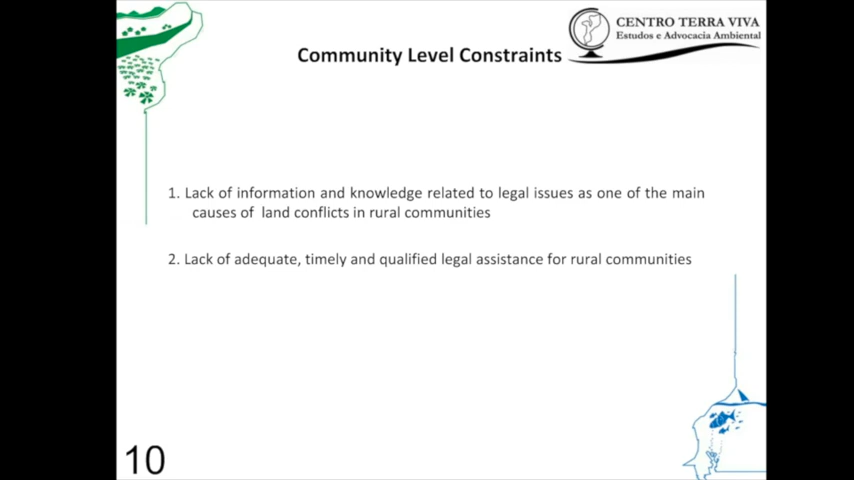 CENTRO TERRA VIVA
Estudos e Advocacia Ambiental
Community Level Constraints
1. Lack of information and knowledge related to legal issues as one of the main
causes of land conflicts in rural communities
2. Lack of adequate, timely and qualified legal assistance for rural communities
10